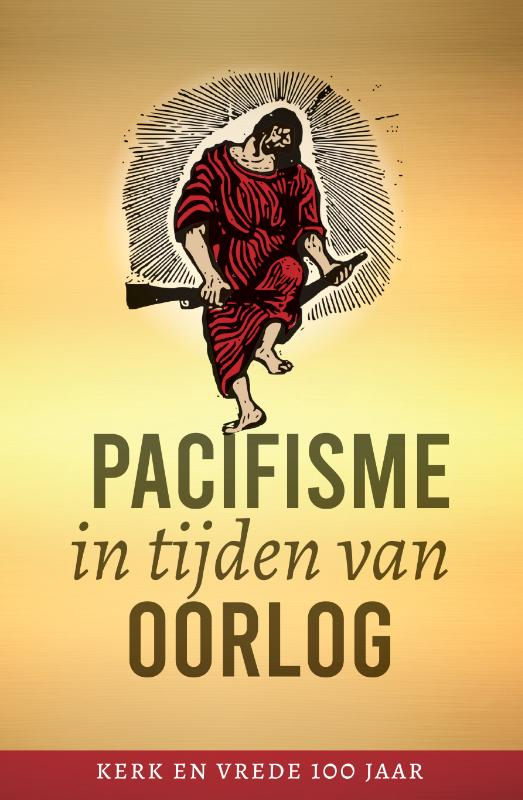 PACIFISME
in tijden van
OORLOG
KERK EN VREDE 100 JAAR